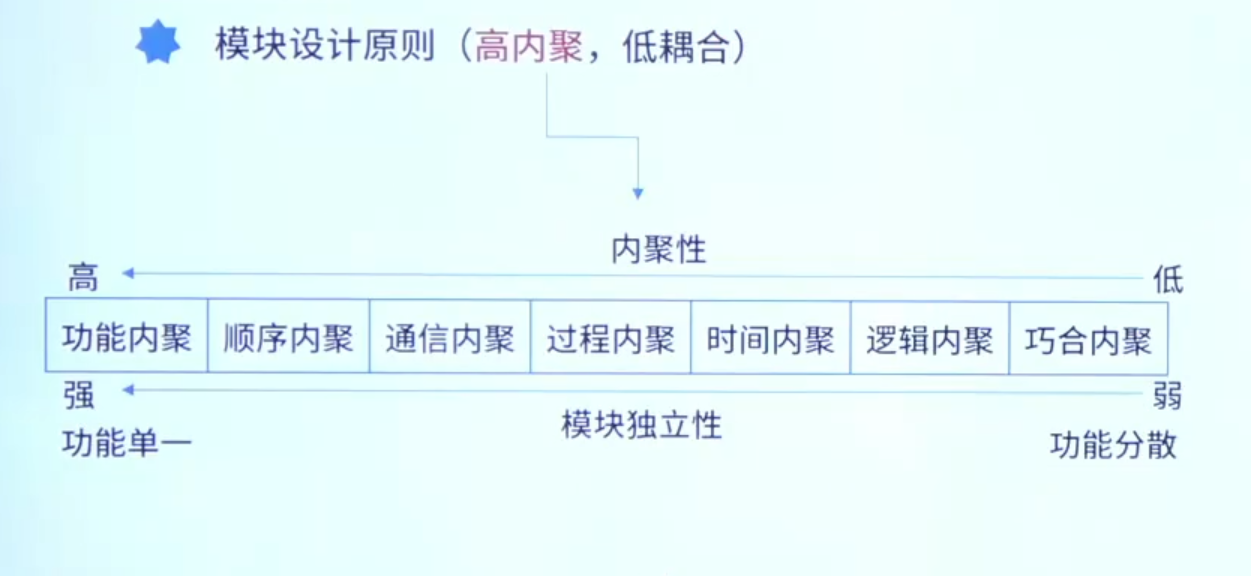 模块设计原则（高内聚，低耦合）
内聚性
高 低
功能内聚 顺序内聚 通信内聚 过程内聚 时间内聚 逻辑内聚 巧合内聚
强 弱
模块独立性
功能单一 功能分散